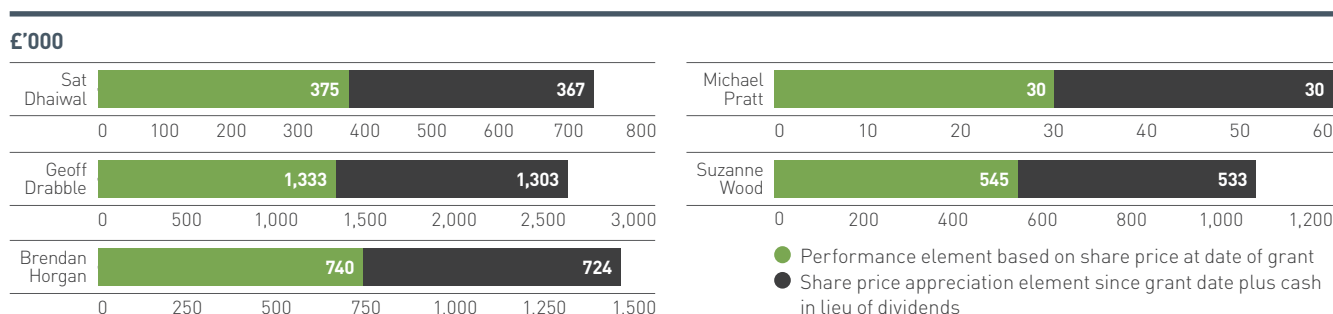 £'000
Sat
Dhaiwal
375 367
0 100 200 300 400 500 600 700 800
Geoff
Drabble
1,333 1,303
0 500 1,000 1,500 2,000 2,500 3,000
Brendan
Horgan
740 724
0 250 500 750 1.000 1.250 1.500
Michael
Pratt
30 30
0 10 20 30 40 50 60
Suzanne
Wood
545 533
0 200 400 600 800 1,000 1,200
Performance element based on share price at date of grant
Share price appreciation element since grant date plus cash
in lieu of dividends